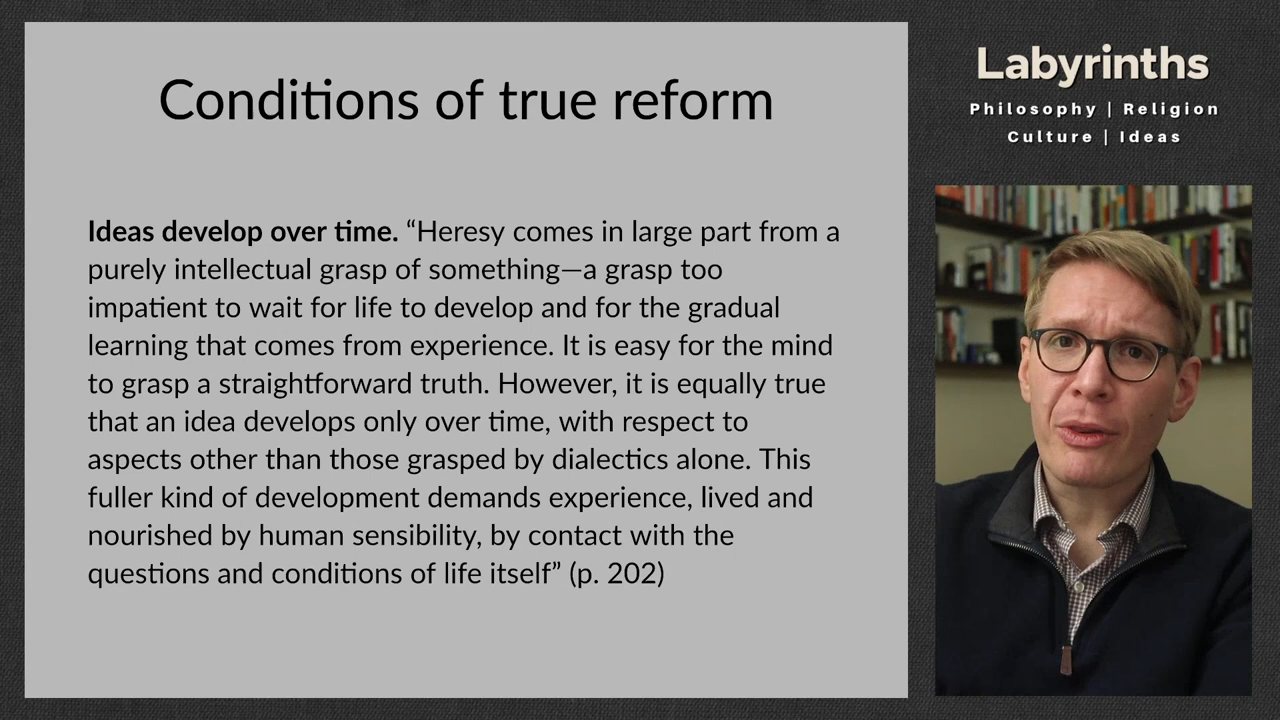 Conditions of true reform
Ideas develop over time. “Heresy comes in large part from a
purely intellectual grasp of something—a grasp too
impatient to wait for life to develop and for the gradual
learning that comes from experience. It is easy for the mind
to grasp a straightforward truth. However, it is equally true
that an idea develops only over time, with respect to
aspects other than those grasped by dialectics alone. This
fuller kind of development demands experience, lived and
nourished by human sensibility, by contact with the
questions and conditions of life itself” (p. 202)
Labyrinths
Philosophy | Religion
Culture | Ideas